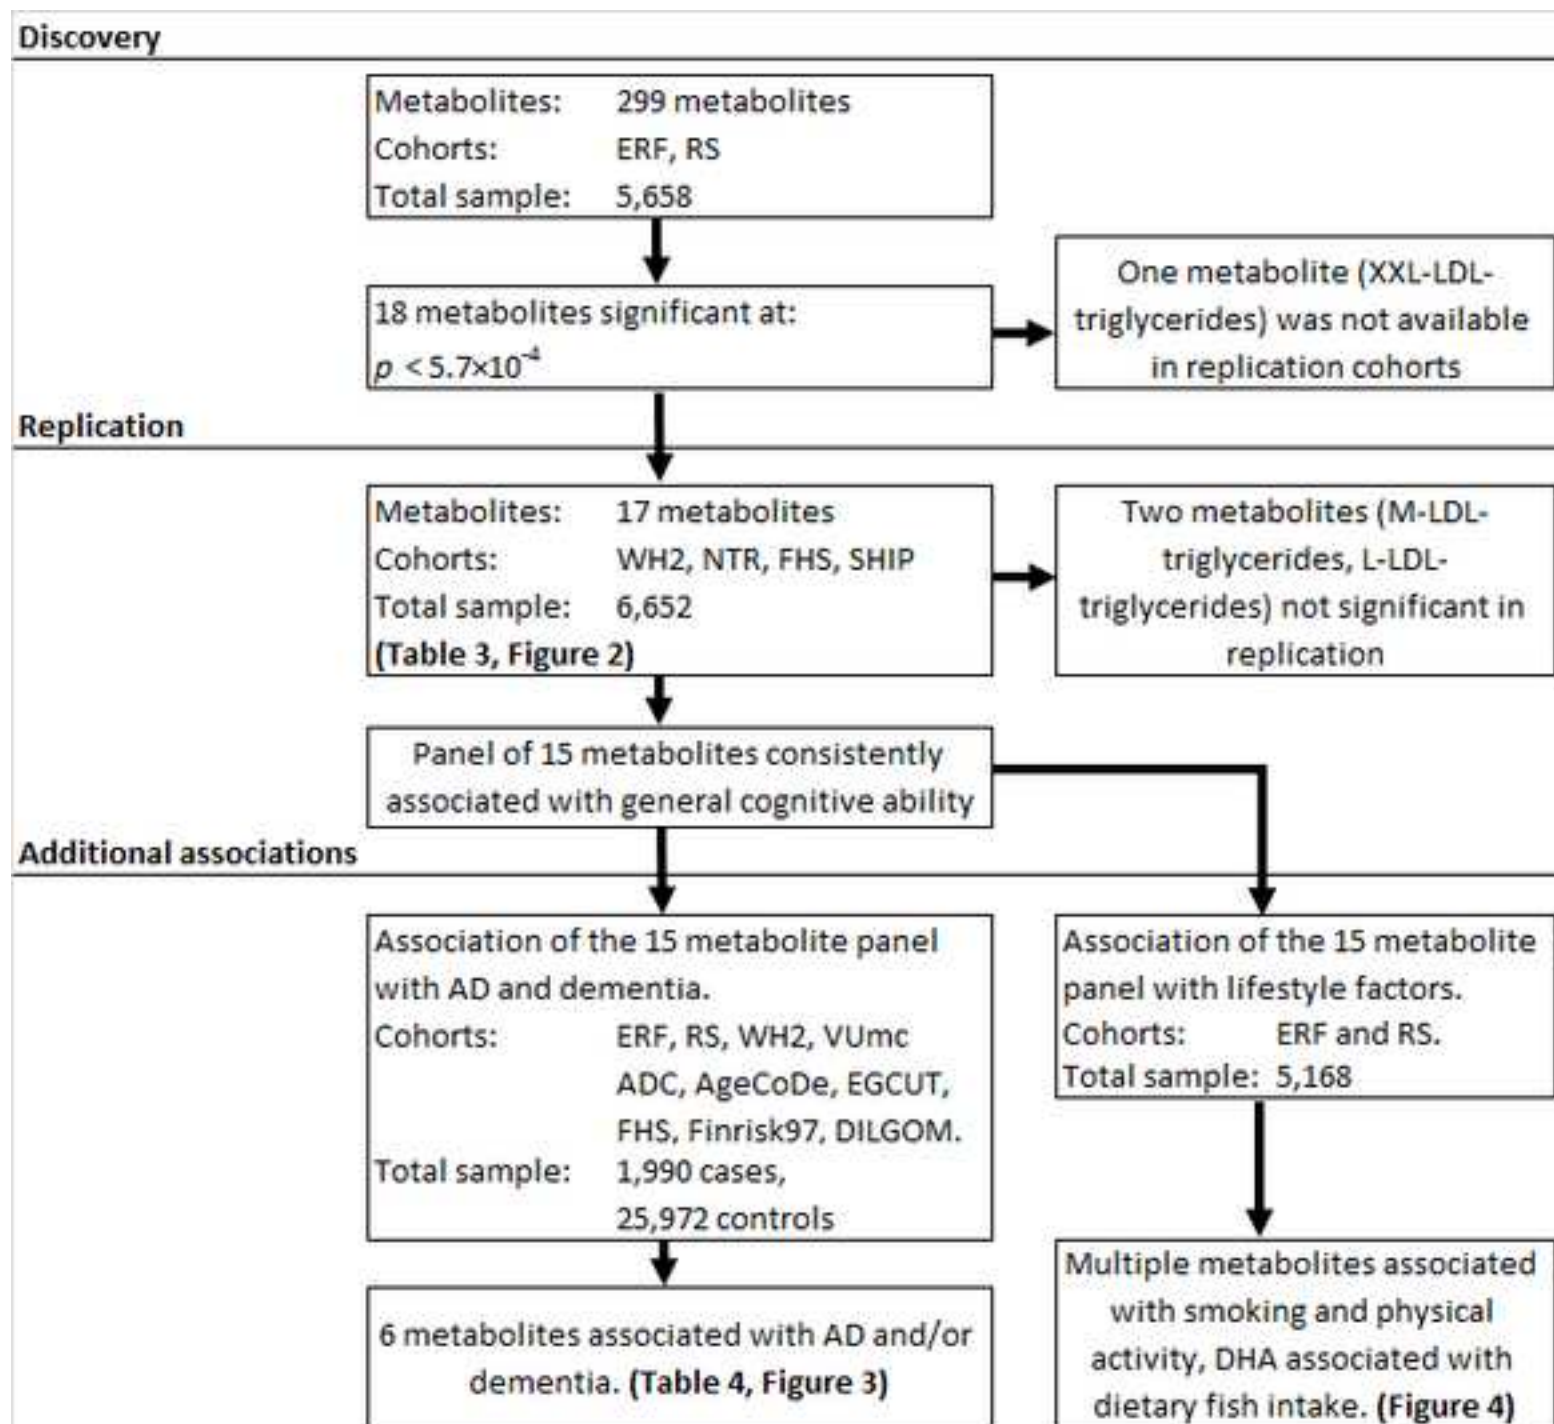 Discovery
Metabolites: 299 metabolites
Cohorts: ERF, RS
Total sample: 5,658
18 metabolites significant at:
p < 5.7×10⁻⁴
One metabolite (XXL-LDL-
triglycerides) was not available
in replication cohorts
Replication
Metabolites: 17 metabolites
Cohorts: WH2, NTR, FHS, SHIP
Total sample: 6,652
(Table 3, Figure 2)
Two metabolites (M-LDL-
triglycerides, L-LDL-
triglycerides) not significant in
replication
Panel of 15 metabolites consistently
associated with general cognitive ability
Additional associations
Association of the 15 metabolite panel
with AD and dementia.
Cohorts: ERF, RS, WH2, VUmc
ADC, AgeCoDe, EGCUT,
FHS, Finrisk97, DILGOM.
Total sample: 1,990 cases,
25,972 controls
Association of the 15 metabolite
panel with lifestyle factors.
Cohorts: ERF and RS.
Total sample: 5,168
6 metabolites associated with AD and/or
dementia. (Table 4, Figure 3)
Multiple metabolites associated
with smoking and physical
activity, DHA associated with
dietary fish intake. (Figure 4)